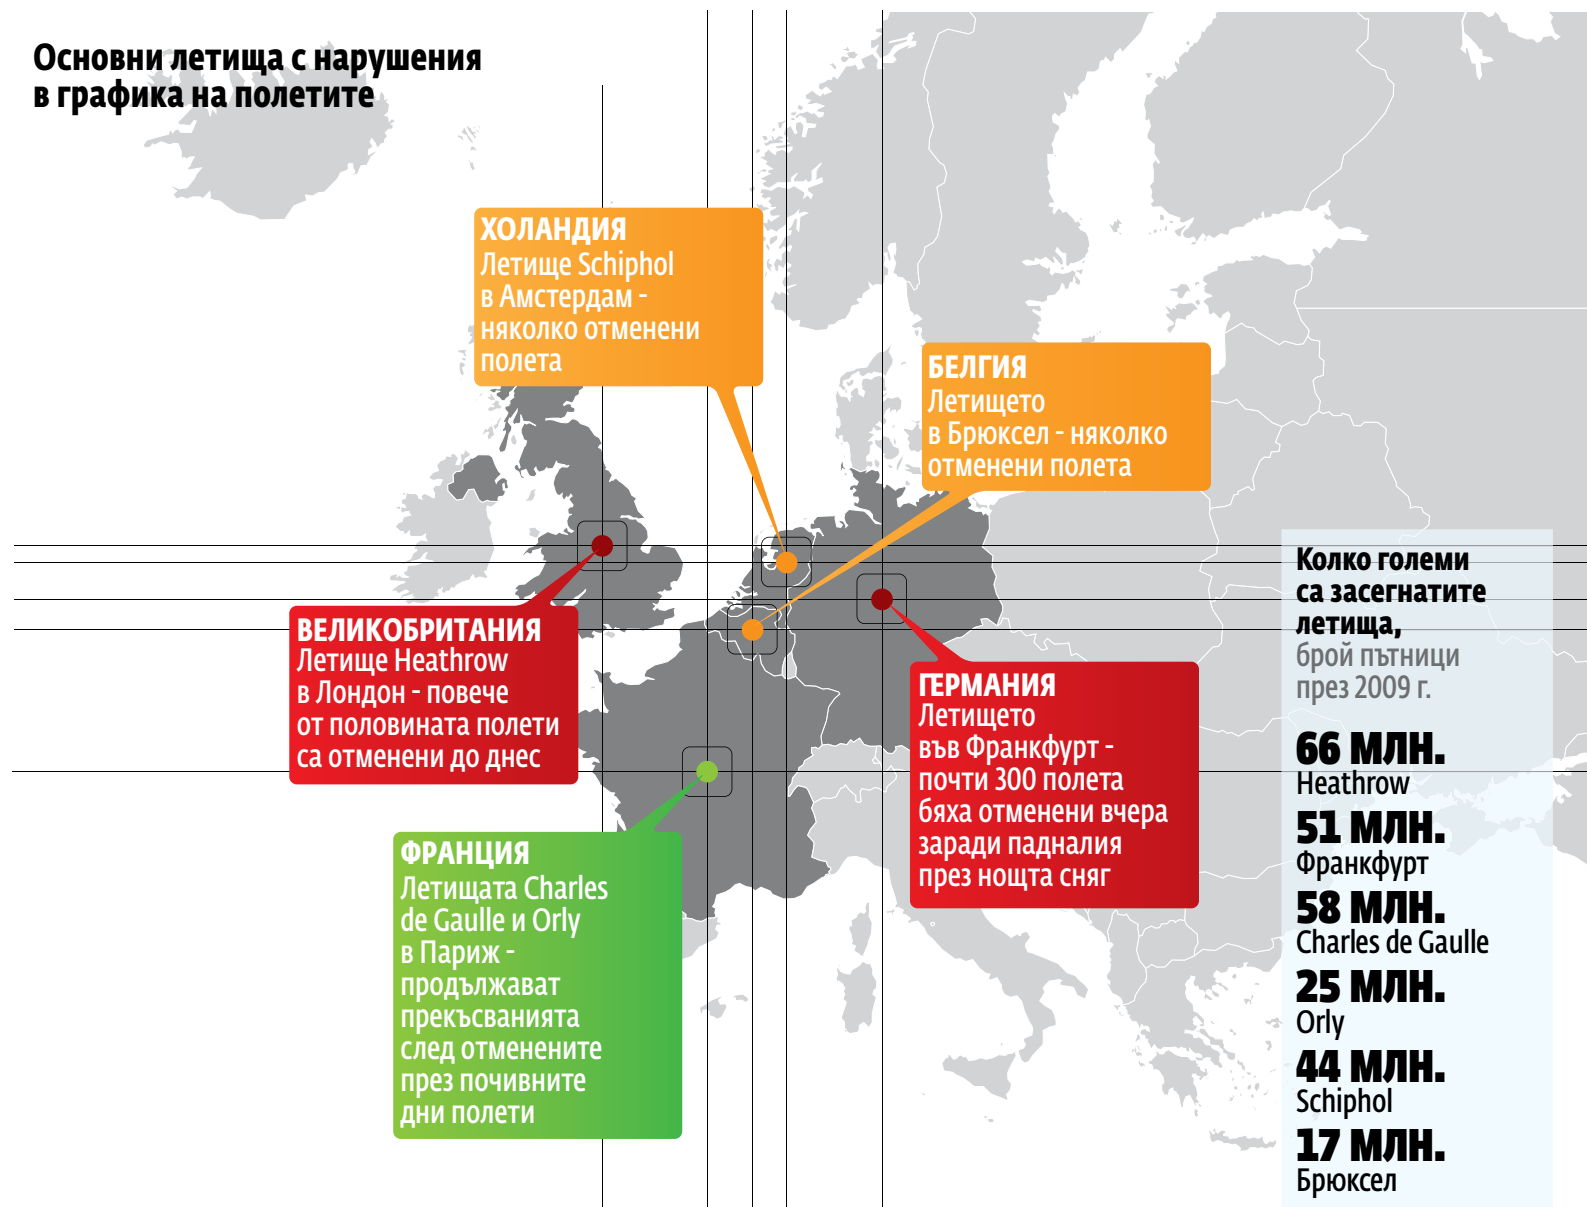 Основни летища с нарушения
в графика на полетите
ХОЛАНДИЯ
Летище Schiphol
в Амстердам -
няколко отменени
полета
БЕЛГИЯ
Летището
в Брюксел - няколко
отменени полета
ВЕЛИКОБРИТАНИЯ
Летище Heathrow
в Лондон - повече
от половината полети
са отменени до днес
ГЕРМАНИЯ
Летището
във Франкфурт -
почти 300 полета
бяха отменени вчера
заради падналия
през нощта сняг
ФРАНЦИЯ
Летищата Charles
de Gaulle и Orly
в Париж -
продължават
прекъсванията
след отменените
през почивните
дни полети
Колко големи
са засегнатите
летища,
брой пътници
през 2009 г.
66 МЛН.
Heathrow
51 МЛН.
Франкфурт
58 МЛН.
Charles de Gaulle
25 МЛН.
Orly
44 МЛН.
Schiphol
17 МЛН.
Брюксел